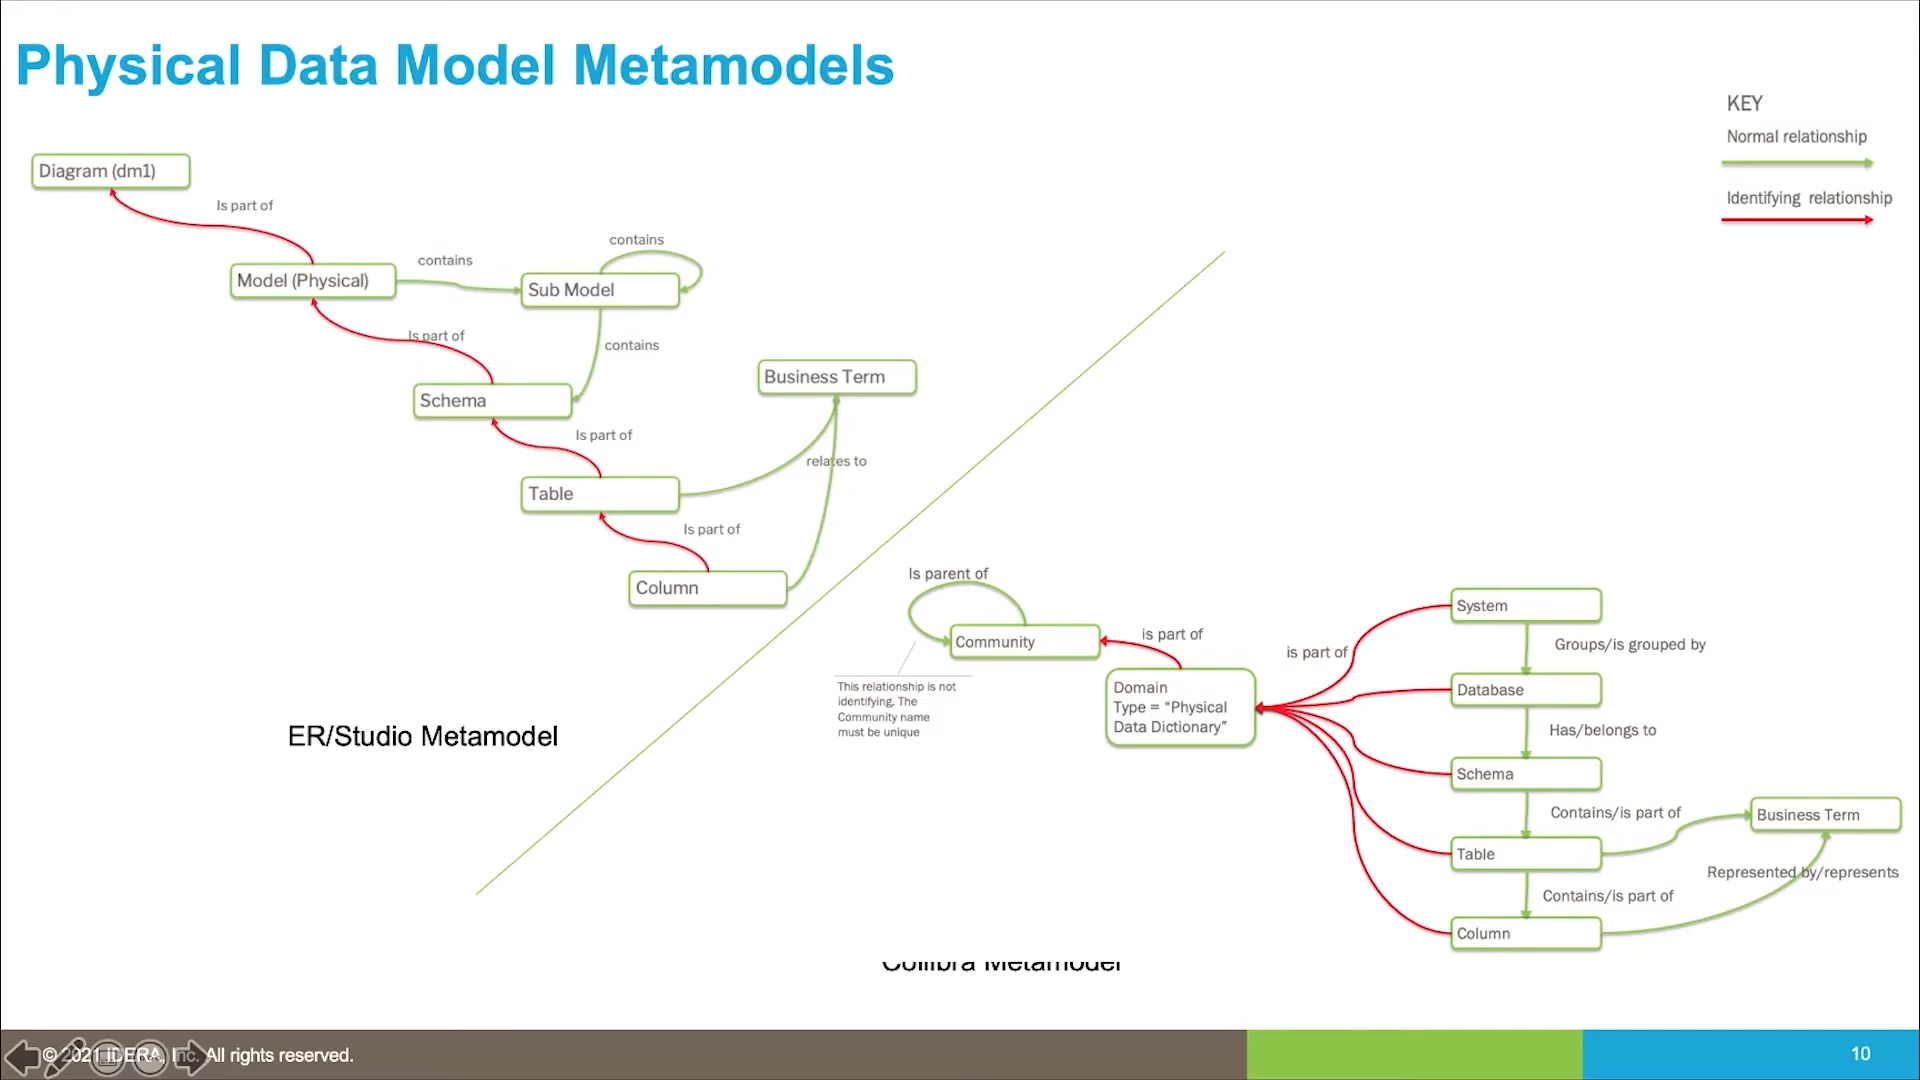 Physical Data Model Metamodels
KEY
Normal relationship
Identifying relationship
Diagram (dm1)
Is part of
Model (Physical)
contains
contains
Sub Model
Is part of
contains
Schema
Business Term
Is part of
relates to
Table
Is part of
Column
ER/Studio Metamodel
Is parent of
Community
is part of
This relationship is not
identifying. The
Community name
must be unique
Domain
Type = “Physical
Data Dictionary”
is part of
System
Groups/is grouped by
Database
Has/belongs to
Schema
Contains/is part of
Business Term
Table
Represented by/represents
Contains/is part of
Column
Collibra Metamodel
© 2021 IDERA, Inc. All rights reserved.
10